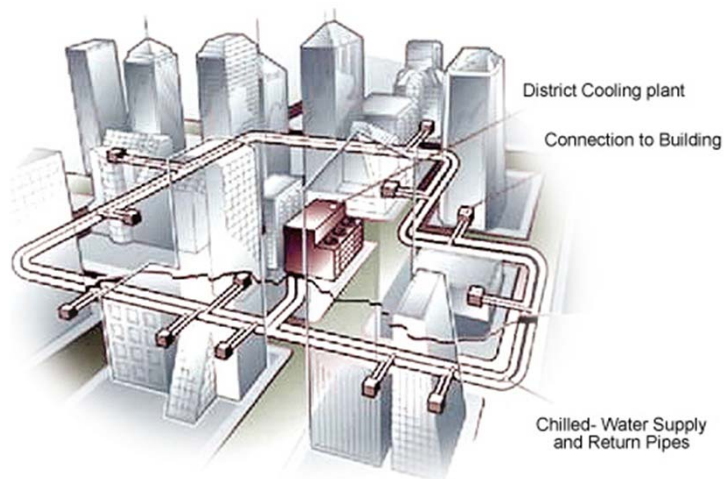 District Cooling plant
Connection to Building
Chilled- Water Supply
and Return Pipes